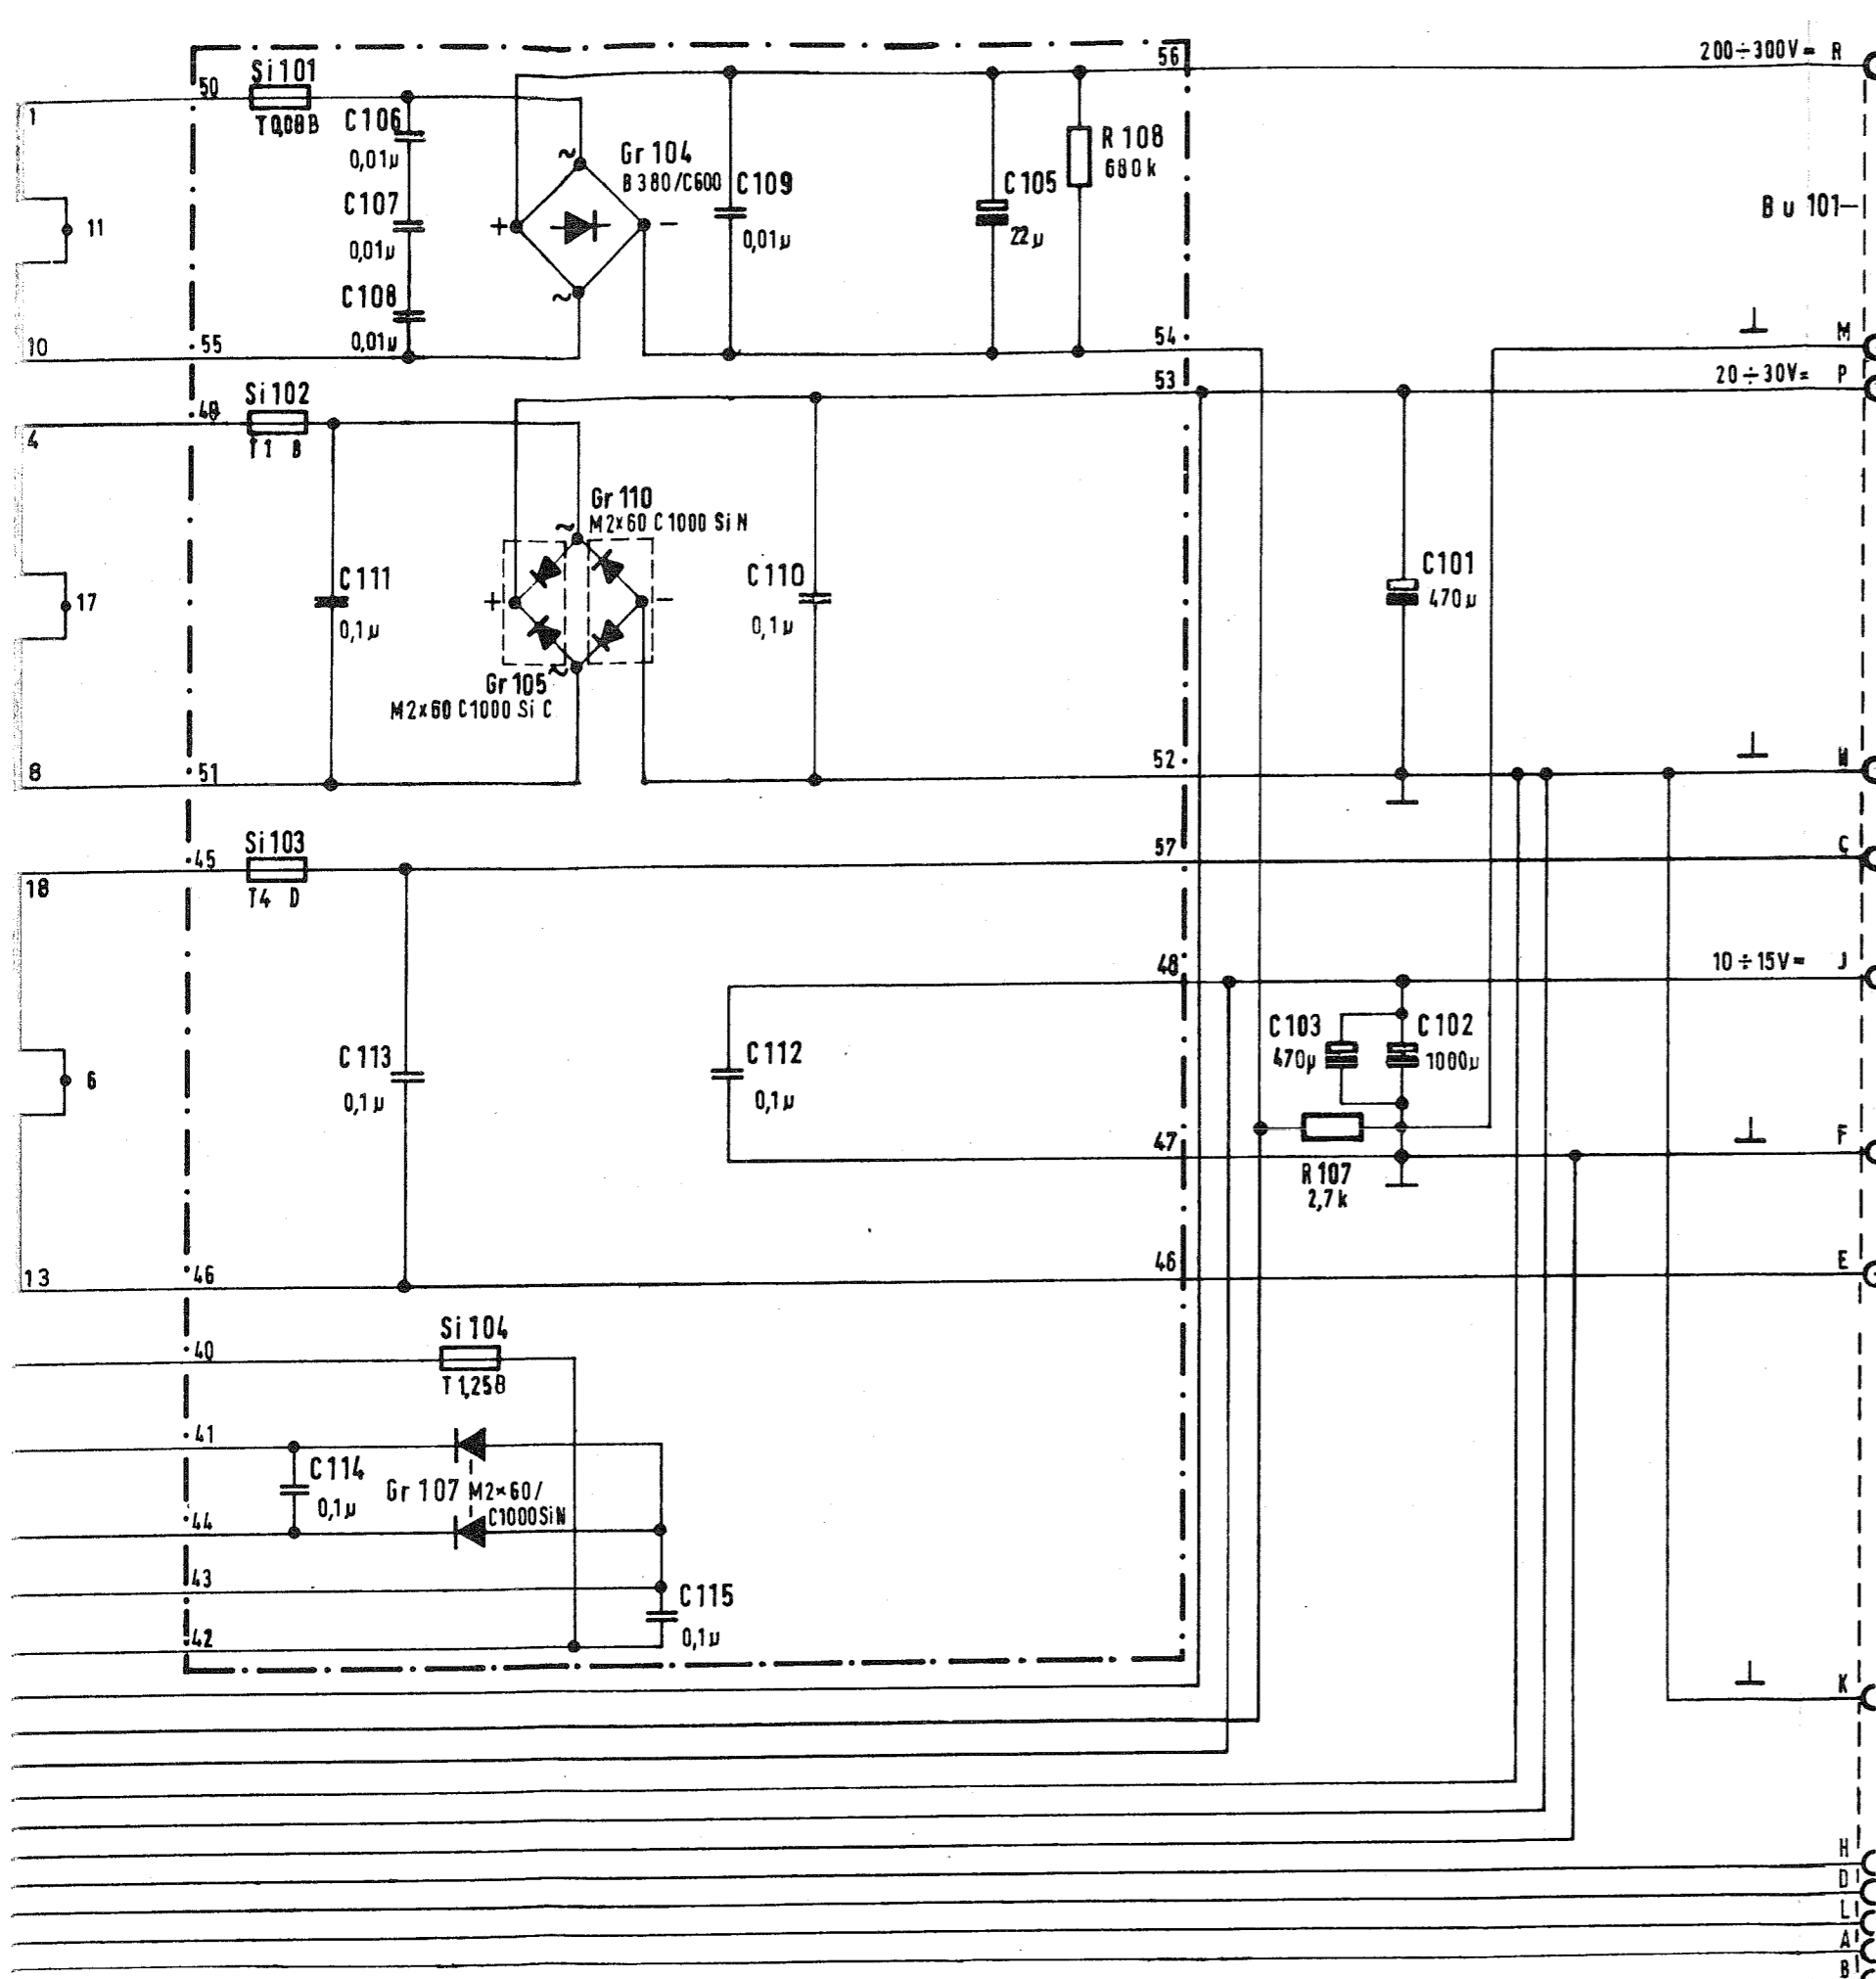 56
200÷300V= R
Si 101
50
1
T0,08B
C106
0,01µ
Gr 104
B 380/C600
~
R 108
680k
C109
0,01µ
C105
22µ
C107
0,01µ
+
−
11
Bu 101
C108
0,01µ
~
10
55
54
⊥ M
53
20÷30V= P
Si 102
4
T1 B
Gr 110
M2×60 C1000 SiN
~
C111
0,1µ
+
−
C110
0,1µ
C101
470µ
17
~
Gr 105
M2×60 C1000 Si C
8
51
52
⊥
Si 103
45
57
18
T4 D
48
10÷15V= J
C103
470µ
C102
1000µ
C113
0,1µ
C112
0,1µ
6
47
⊥ F
R 107
2,7k
13
46
46
E
Si 104
40
T 1,25B
41
C114
0,1µ
Gr 107 M2×60/
C1000SiN
44
43
C115
0,1µ
42
⊥ K
H
D
L
A
B